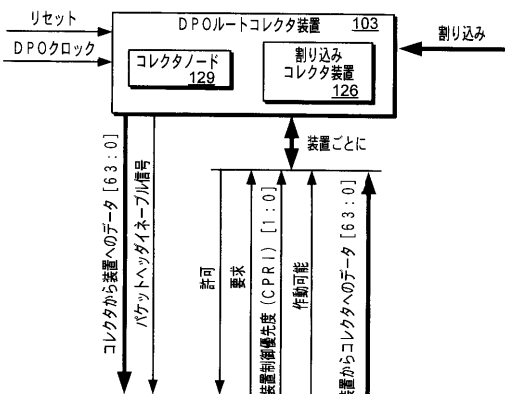 リセット
DPOクロック
DPOルートコレクタ装置 103
コレクタノード
129
割り込み
コレクタ装置
126
割り込み
装置ごとに
コレクタから装置へのデータ[63:0]
パケットヘッダイネーブル信号
許可
要求
装置制御優先度(CPRI)[1:0]
作動可能
装置からコレクタへのデータ[63:0]